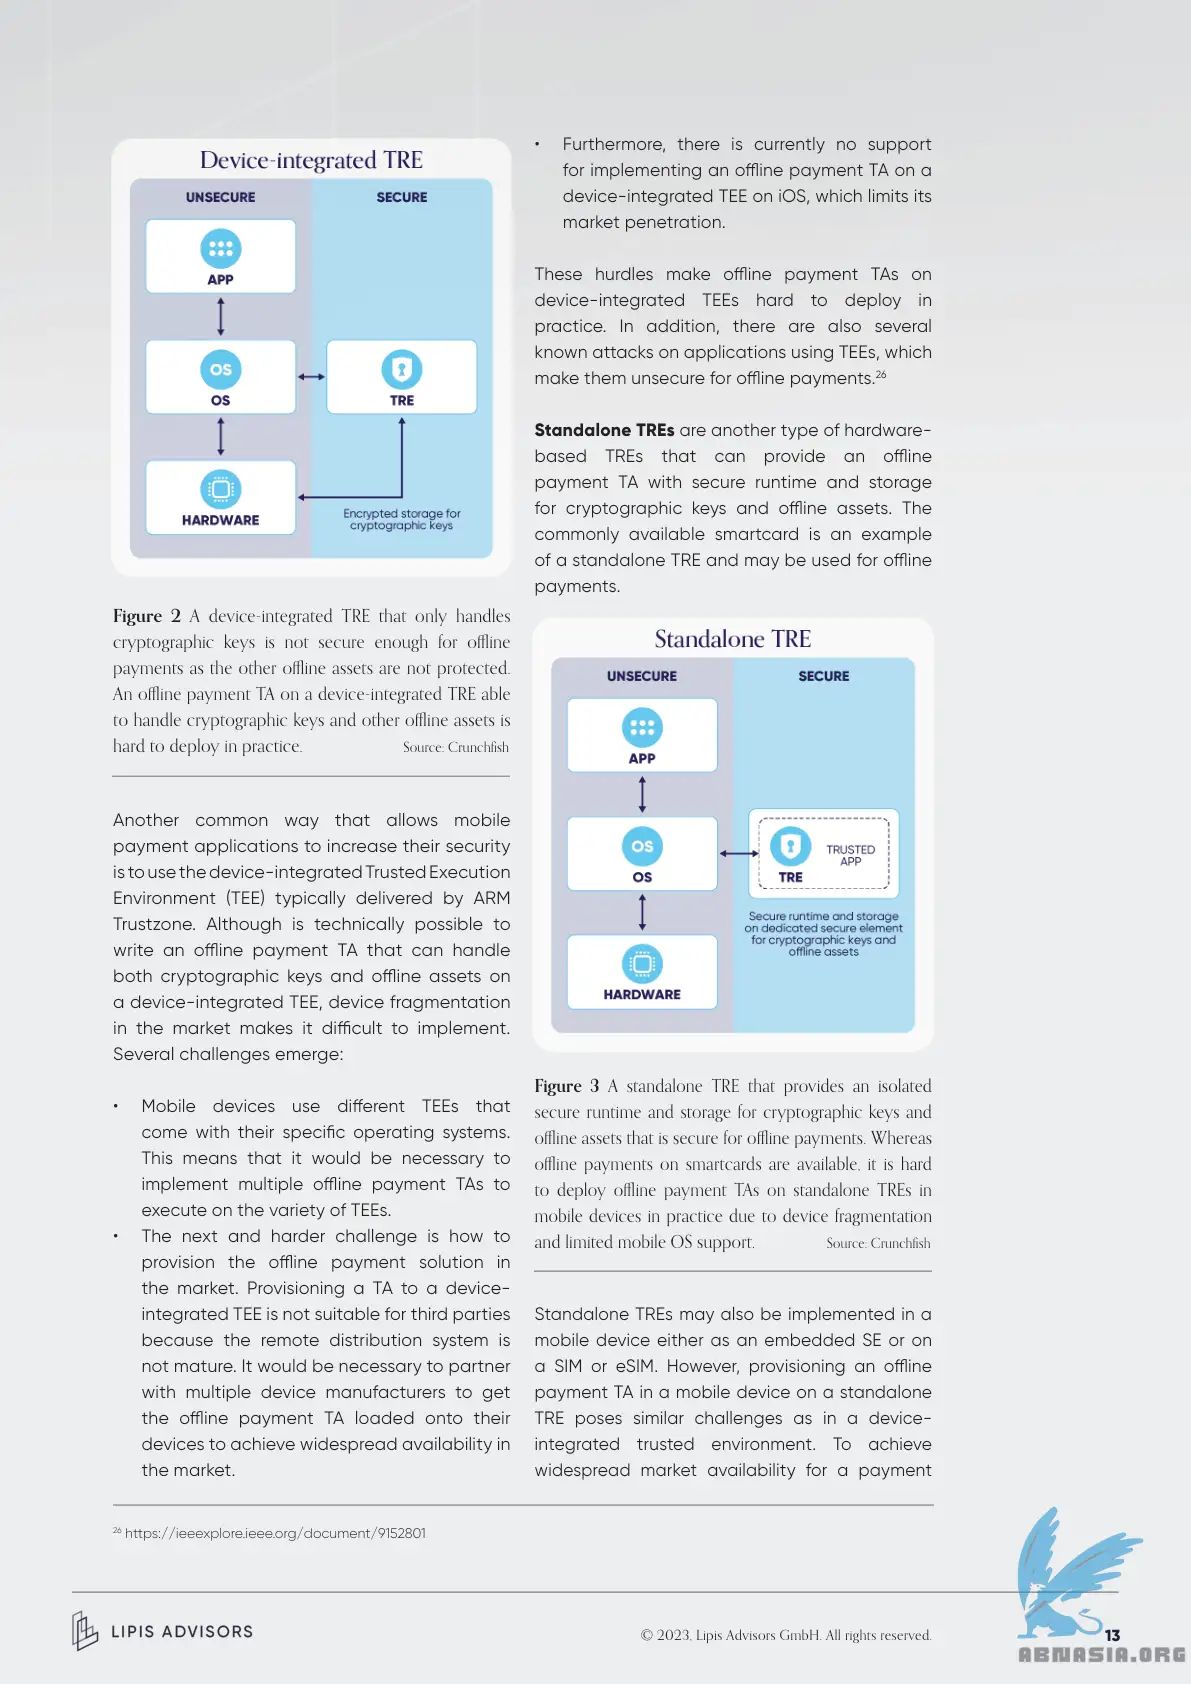 Device-integrated TRE
UNSECURE
SECURE
APP
OS
OS
TRE
HARDWARE
Encrypted storage for
cryptographic keys
Figure 2 A device-integrated TRE that only handles
cryptographic keys is not secure enough for offline
payments as the other offline assets are not protected.
An offline payment TA on a device-integrated TRE able
to handle cryptographic keys and other offline assets is
hard to deploy in practice. Source: Crunchfish
Another common way that allows mobile
payment applications to increase their security
is to use the device-integrated Trusted Execution
Environment (TEE) typically delivered by ARM
Trustzone. Although is technically possible to
write an offline payment TA that can handle
both cryptographic keys and offline assets on
a device-integrated TEE, device fragmentation
in the market makes it difficult to implement.
Several challenges emerge:
• Mobile devices use different TEEs that
come with their specific operating systems.
This means that it would be necessary to
implement multiple offline payment TAs to
execute on the variety of TEEs.
• The next and harder challenge is how to
provision the offline payment solution in
the market. Provisioning a TA to a device-
integrated TEE is not suitable for third parties
because the remote distribution system is
not mature. It would be necessary to partner
with multiple device manufacturers to get
the offline payment TA loaded onto their
devices to achieve widespread availability in
the market.
• Furthermore, there is currently no support
for implementing an offline payment TA on a
device-integrated TEE on iOS, which limits its
market penetration.
These hurdles make offline payment TAs on
device-integrated TEEs hard to deploy in
practice. In addition, there are also several
known attacks on applications using TEEs, which
make them unsecure for offline payments.26
Standalone TREs are another type of hardware-
based TREs that can provide an offline
payment TA with secure runtime and storage
for cryptographic keys and offline assets. The
commonly available smartcard is an example
of a standalone TRE and may be used for offline
payments.
Standalone TRE
UNSECURE
SECURE
APP
OS
OS
TRE
TRUSTED
APP
HARDWARE
Secure runtime and storage
on dedicated secure element
for cryptographic keys and
offline assets
Figure 3 A standalone TRE that provides an isolated
secure runtime and storage for cryptographic keys and
offline assets that is secure for offline payments. Whereas
offline payments on smartcards are available, it is hard
to deploy offline payment TAs on standalone TREs in
mobile devices in practice due to device fragmentation
and limited mobile OS support. Source: Crunchfish
Standalone TREs may also be implemented in a
mobile device either as an embedded SE or on
a SIM or eSIM. However, provisioning an offline
payment TA in a mobile device on a standalone
TRE poses similar challenges as in a device-
integrated trusted environment. To achieve
widespread market availability for a payment
26 https://ieeexplore.ieee.org/document/9152801
LIPIS ADVISORS
© 2023, Lipis Advisors GmbH. All rights reserved.
13
ABNASIA.ORG